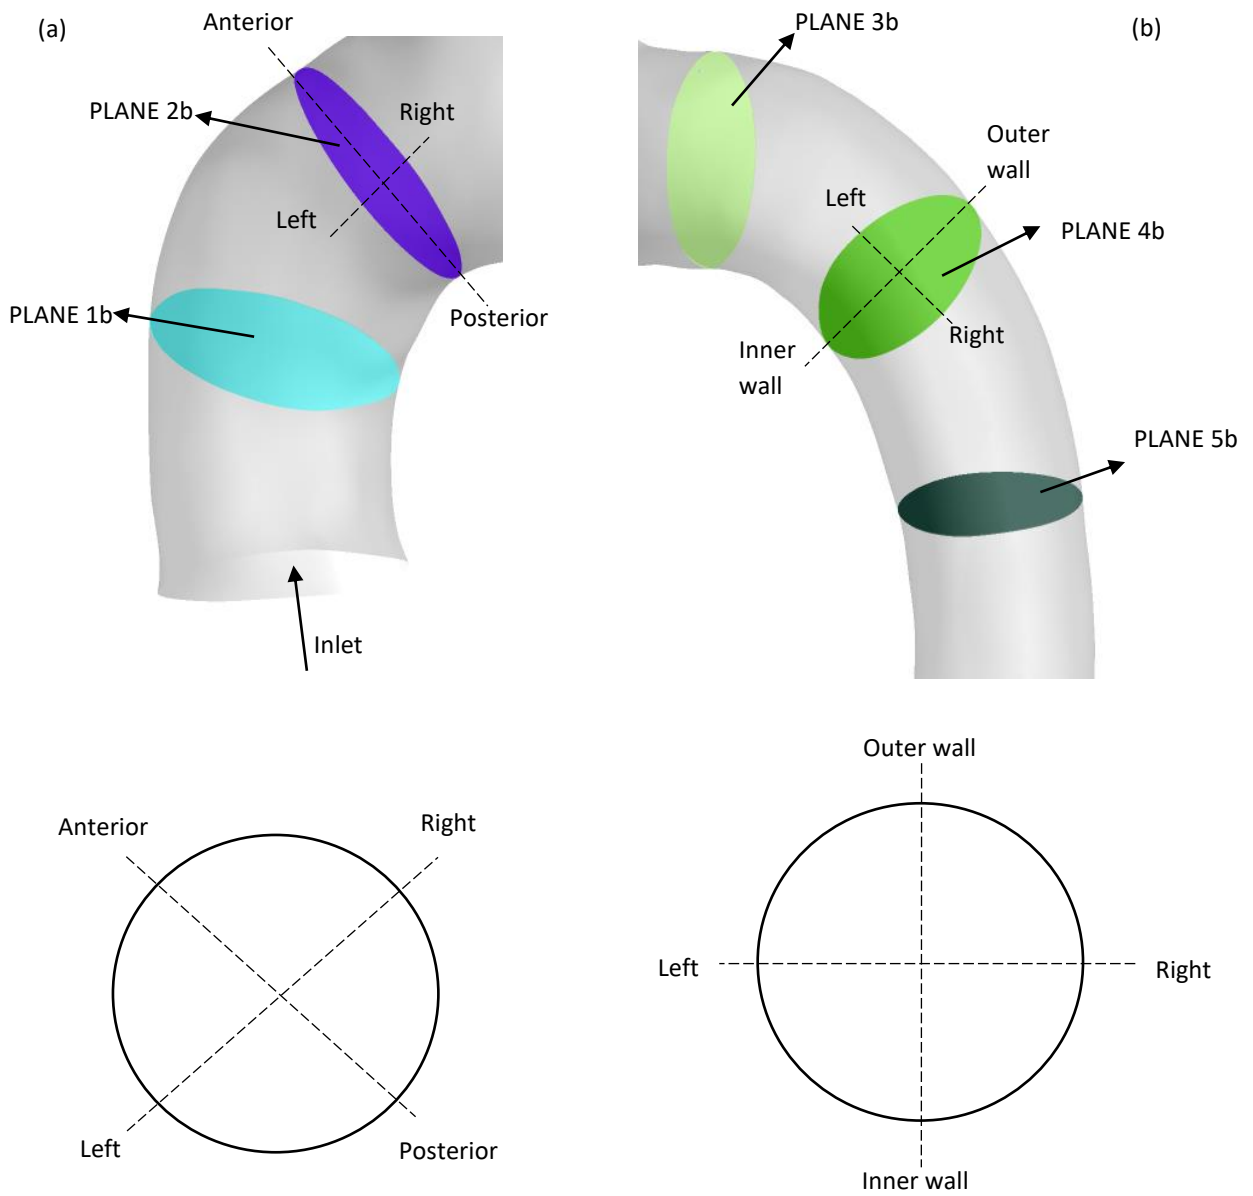 (a)
Anterior
PLANE 2b
Right
Left
PLANE 1b
Posterior
Inlet
PLANE 3b
(b)
Outer
wall
Left
PLANE 4b
Right
Inner
wall
PLANE 5b
Anterior
Right
Left
Posterior
Outer wall
Left
Right
Inner wall